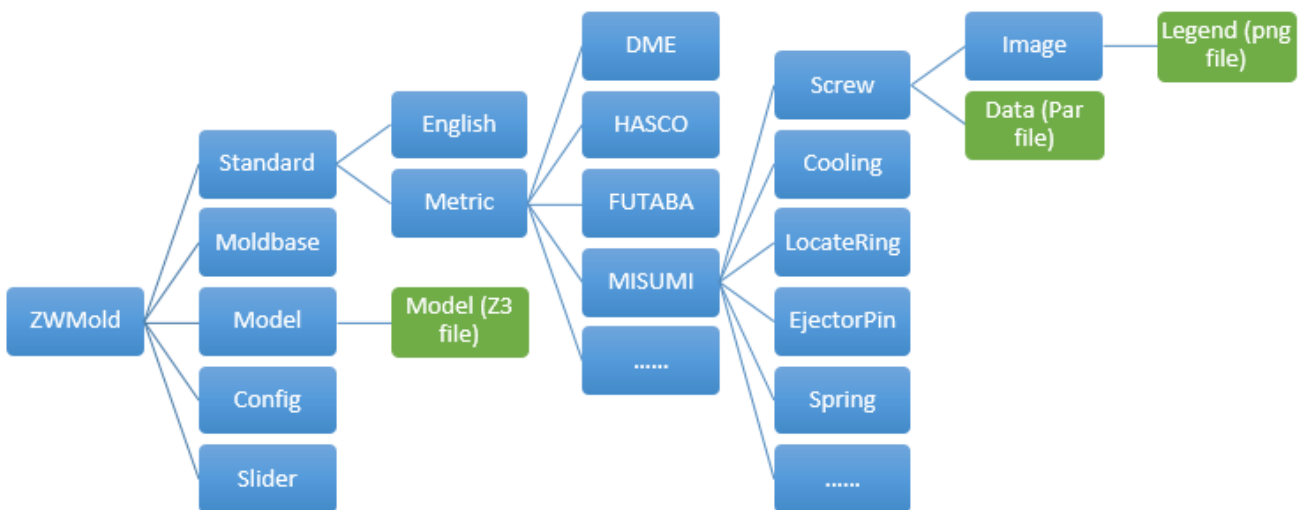 ZWMold
Standard
Moldbase
Model
Config
Slider
English
Metric
Model (Z3
file)
DME
HASCO
FUTABA
MISUMI
......
Screw
Cooling
LocateRing
EjectorPin
Spring
......
Image
Data (Par
file)
Legend (png
file)